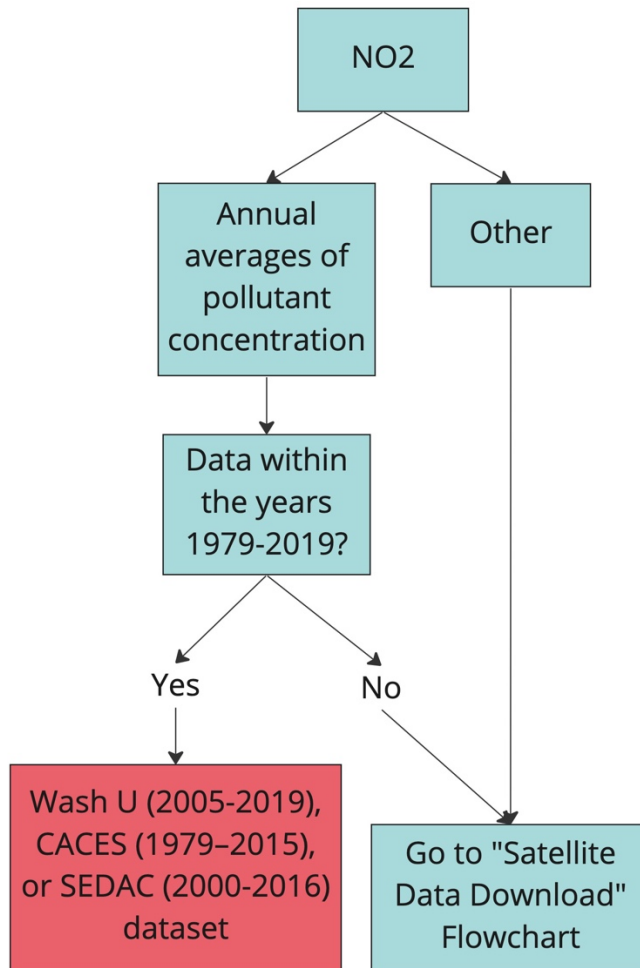 NO2
Annual
averages of
pollutant
concentration
Other
Data within
the years
1979-2019?
Yes
No
Wash U (2005-2019),
CACES (1979–2015),
or SEDAC (2000-2016)
dataset
Go to "Satellite
Data Download"
Flowchart